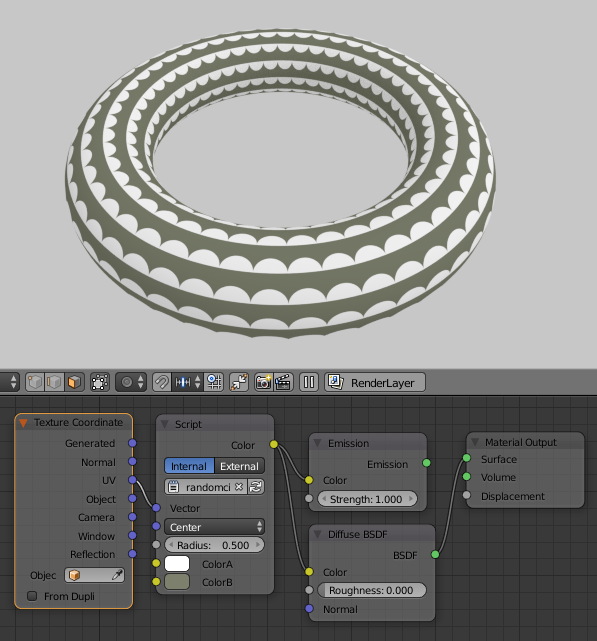 RenderLayer
Texture Coordinate
Generated
Normal
UV
Object
Camera
Window
Reflection
Objec
From Dupli
Script
Color
Internal
External
randomci
Vector
Center
Radius: 0.500
ColorA
ColorB
Emission
Emission
Color
Strength: 1.000
Diffuse BSDF
BSDF
Color
Roughness: 0.000
Normal
Material Output
Surface
Volume
Displacement